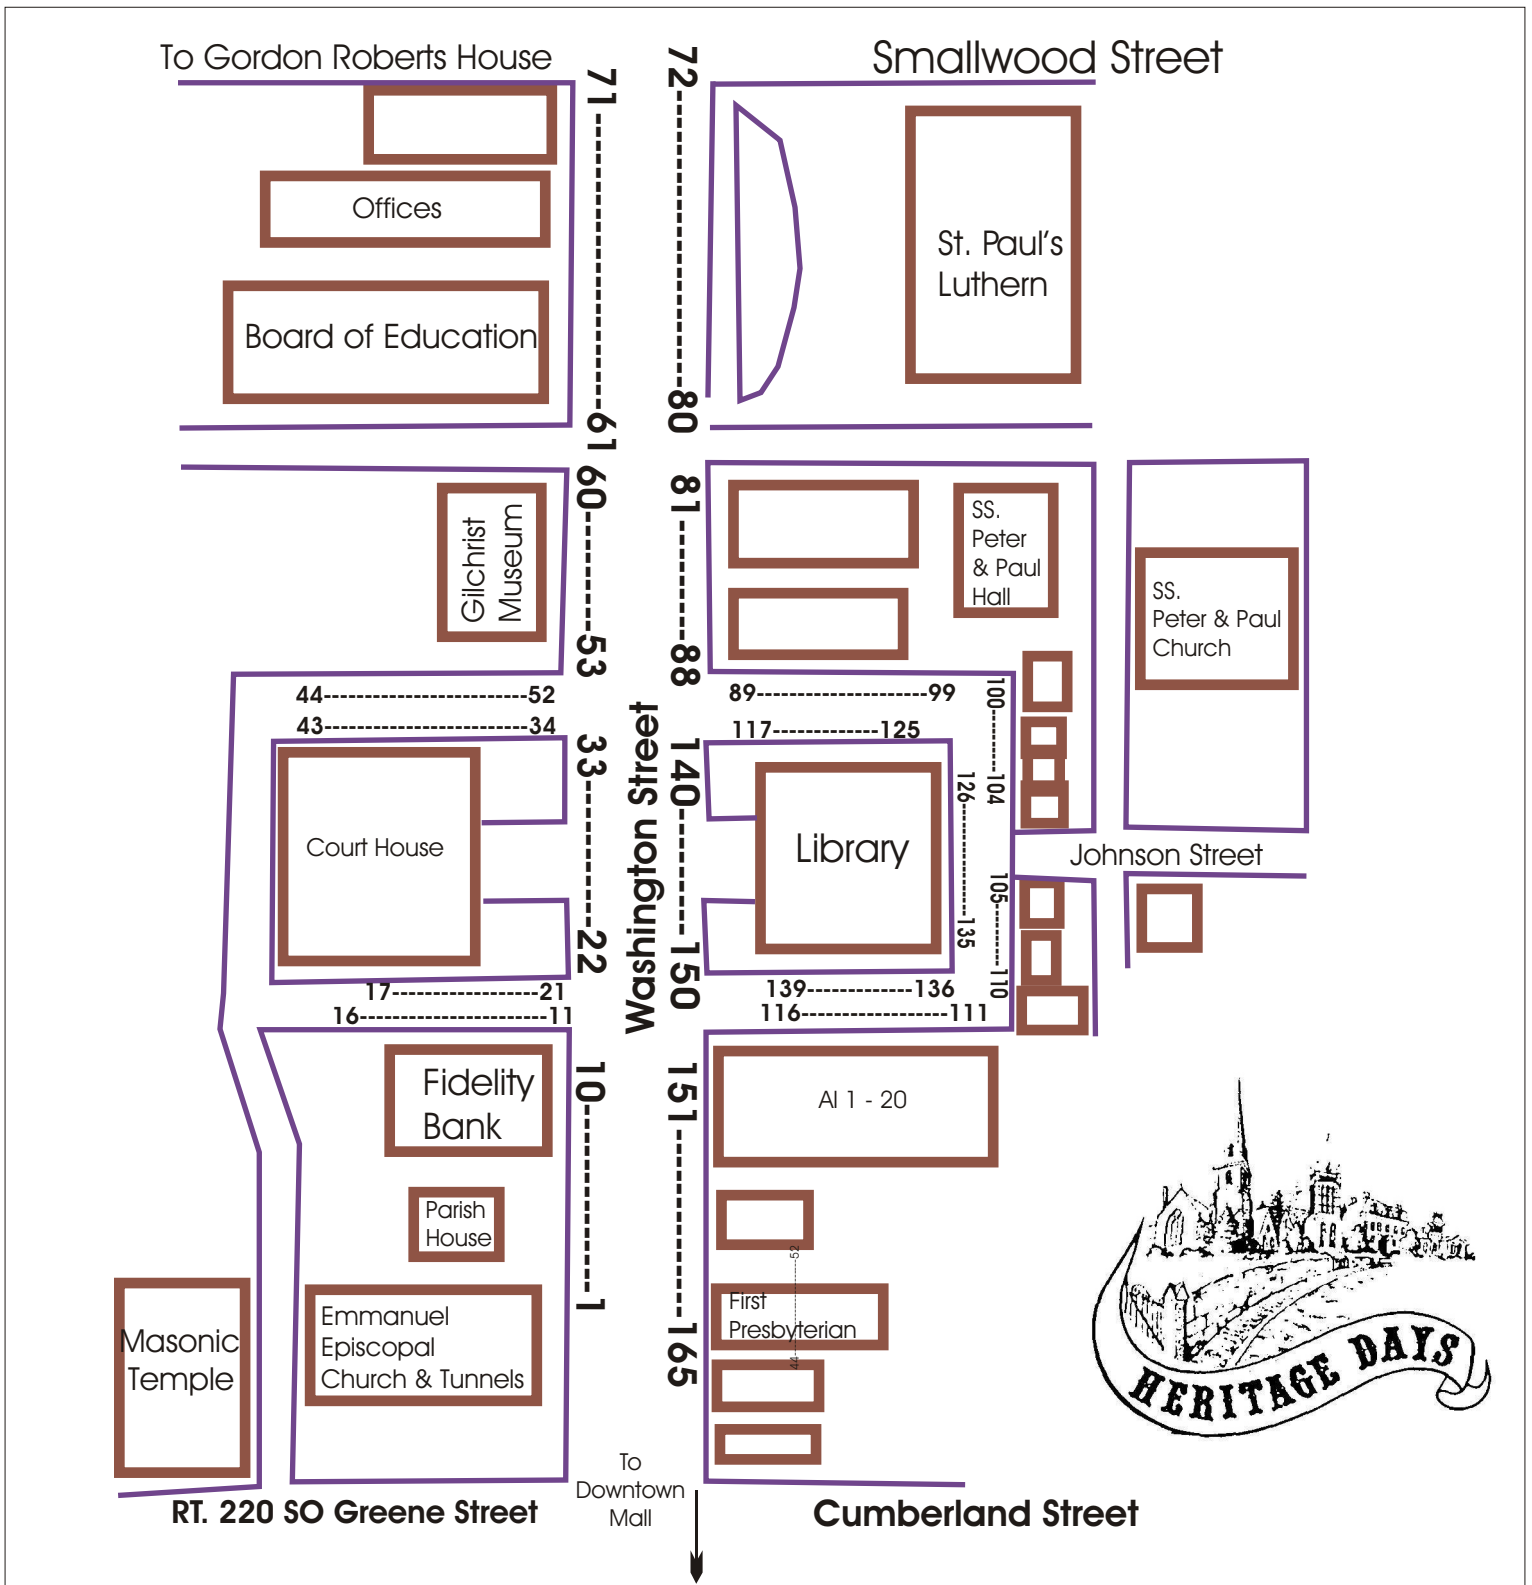 To Gordon Roberts House
Smallwood Street
71
72
Offices
Board of Education
St. Paul's
Luthern
61
80
60
81
Gilchrist
Museum
SS.
Peter
& Paul
Hall
SS.
Peter & Paul
Church
53
88
44------------------------52
43------------------------34
89--------------------99
117-------------125
100--------104
33
140
Washington Street
Court House
Library
126----------------135
Johnson Street
105--------110
22
150
17-----------------21
16----------------------11
139------------136
116-----------------111
10
151
Fidelity
Bank
AI 1 - 20
Parish
House
44----------------52
1
165
First
Presbyterian
Emmanuel
Episcopal
Church & Tunnels
Masonic
Temple
HERITAGE DAYS
To
Downtown
Mall
RT. 220 SO Greene Street
Cumberland Street